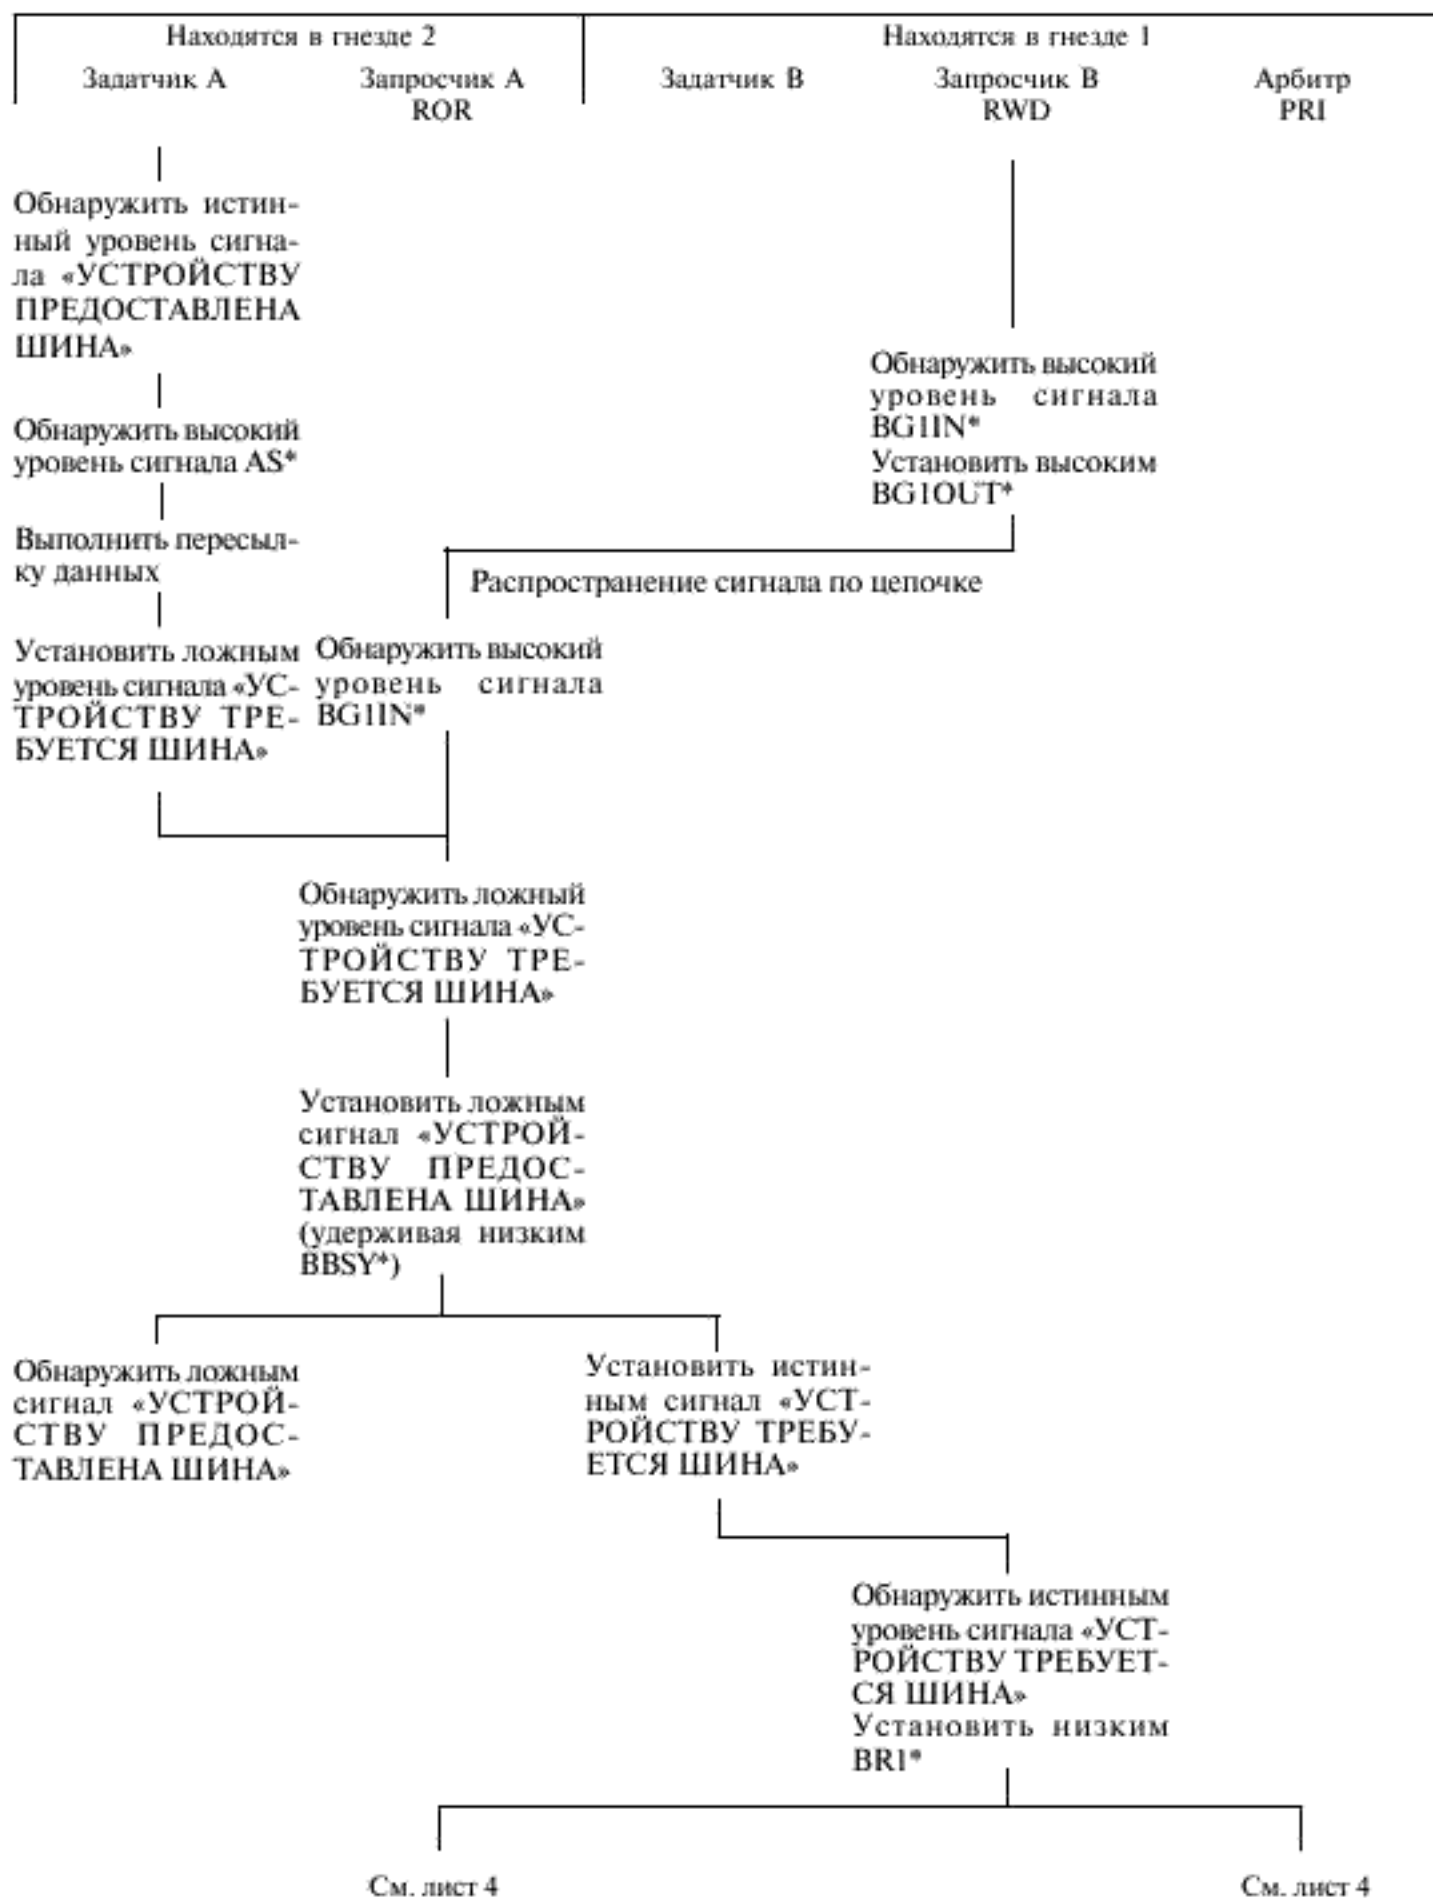 Находятся в гнезде 2
Находятся в гнезде 1
Задатчик А
Запросчик А
ROR
Задатчик В
Запросчик В
RWD
Арбитр
PRI
Обнаружить истин-
ный уровень сигна-
ла «УСТРОЙСТВУ
ПРЕДОСТАВЛЕНА
ШИНА»
Обнаружить высокий
уровень сигнала
BG1IN*
Установить высоким
BG1OUT*
Обнаружить высокий
уровень сигнала AS*
Выполнить пересыл-
ку данных
Распространение сигнала по цепочке
Установить ложным
уровень сигнала «УС-
ТРОЙСТВУ ТРЕ-
БУЕТСЯ ШИНА»
Обнаружить высокий
уровень сигнала
BG1IN*
Обнаружить ложный
уровень сигнала «УС-
ТРОЙСТВУ ТРЕ-
БУЕТСЯ ШИНА»
Установить ложным
сигнал «УСТРОЙ-
СТВУ ПРЕДОС-
ТАВЛЕНА ШИНА»
(удерживая низким
BBSY*)
Обнаружить ложным
сигнал «УСТРОЙ-
СТВУ ПРЕДОС-
ТАВЛЕНА ШИНА»
Установить истин-
ным сигнал «УСТ-
РОЙСТВУ ТРЕБУ-
ЕТСЯ ШИНА»
Обнаружить истинным
уровень сигнала «УСТ-
РОЙСТВУ ТРЕБУЕТ-
СЯ ШИНА»
Установить низким
BR1*
См. лист 4
См. лист 4